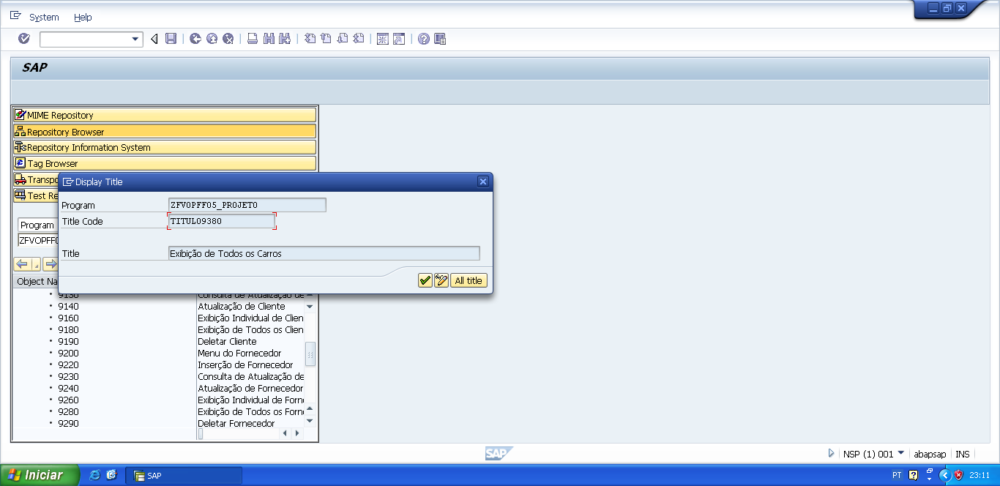 System Help
SAP
MIME Repository
Repository Browser
Repository Information System
Tag Browser
Transpo
Test Re
Display Title
Program ZFVOPFF05_PROJETO
Title Code TITULO9380
Title Exibição de Todos os Carros
All title
Program
ZFVOPFF0
Object Na
9130 Consulta de Atualização de
9140 Atualização de Cliente
9160 Exibição Individual de Clien
9180 Exibição de Todos os Clien
9190 Deletar Cliente
9200 Menu do Fornecedor
9220 Inserção de Fornecedor
9230 Consulta de Atualização de
9240 Atualização de Fornecedor
9260 Exibição Individual de Forn
9280 Exibição de Todos os Forn
9290 Deletar Fornecedor
SAP
NSP (1) 001 abapsap INS
Iniciar SAP PT 23:11